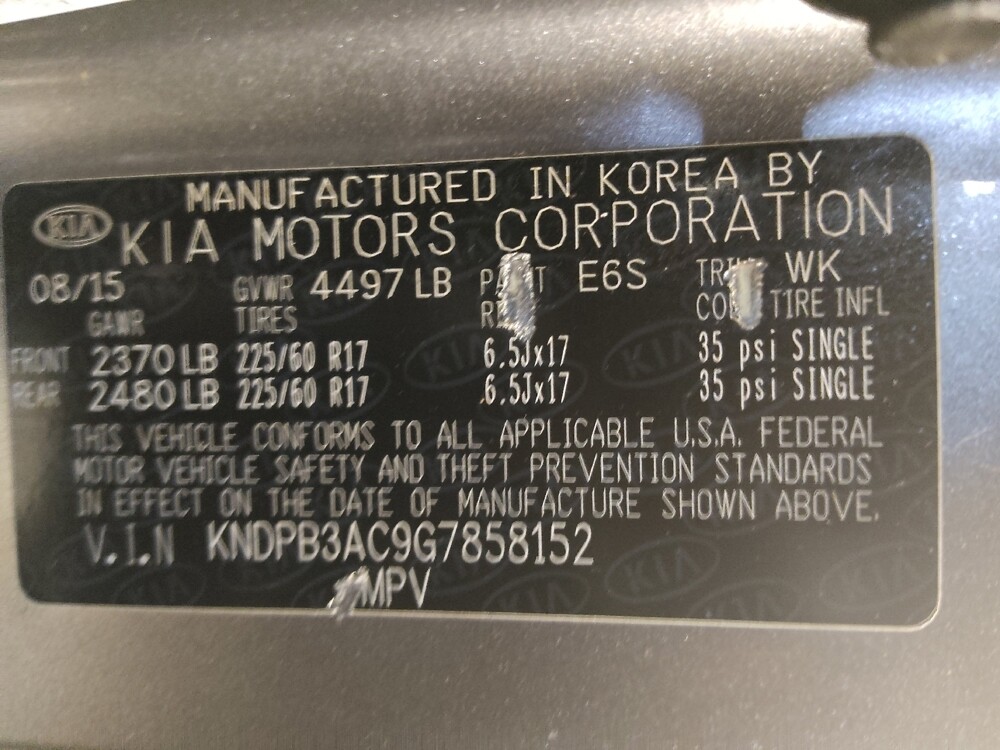 MANUFACTURED IN KOREA BY
KIA KIA MOTORS CORPORATION
08/15 GVWR 4497 LB E6S WK
GAWR TIRES TIRE INFL
FRONT 2370 LB 225/60 R17 6.5Jx17 35 psi SINGLE
REAR 2480 LB 225/60 R17 6.5Jx17 35 psi SINGLE
THIS VEHICLE CONFORMS TO ALL APPLICABLE U.S.A. FEDERAL
MOTOR VEHICLE SAFETY AND THEFT PREVENTION STANDARDS
IN EFFECT ON THE DATE OF MANUFACTURE SHOWN ABOVE.
V.I.N KNDPB3AC9G7858152
MPV